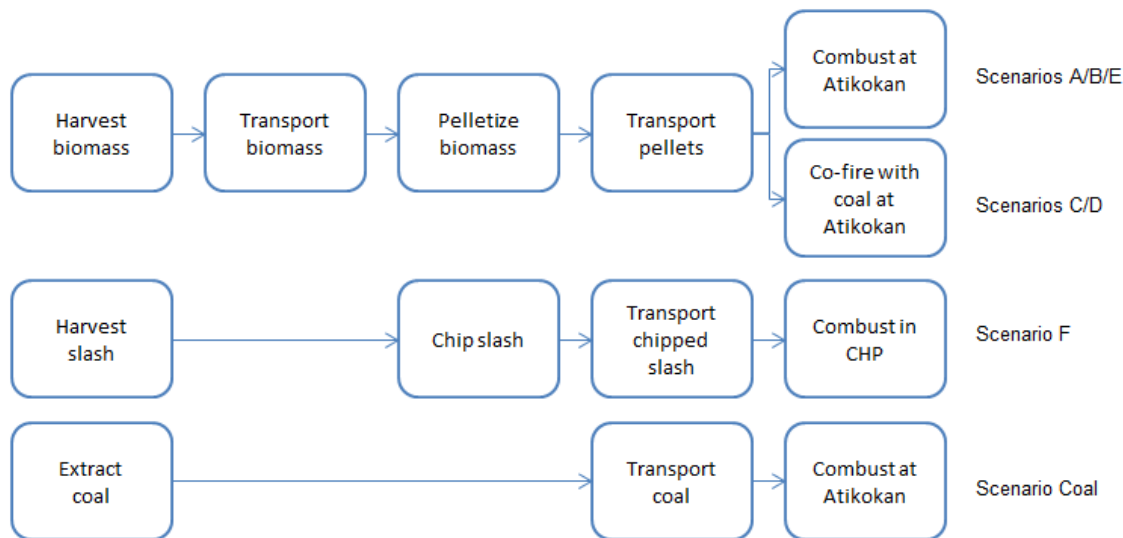 Harvest
biomass
Transport
biomass
Pelletize
biomass
Transport
pellets
Combust at
Atikokan
Scenarios A/B/E
Co-fire with
coal at
Atikokan
Scenarios C/D
Harvest
slash
Chip slash
Transport
chipped
slash
Combust in
CHP
Scenario F
Extract
coal
Transport
coal
Combust at
Atikokan
Scenario Coal